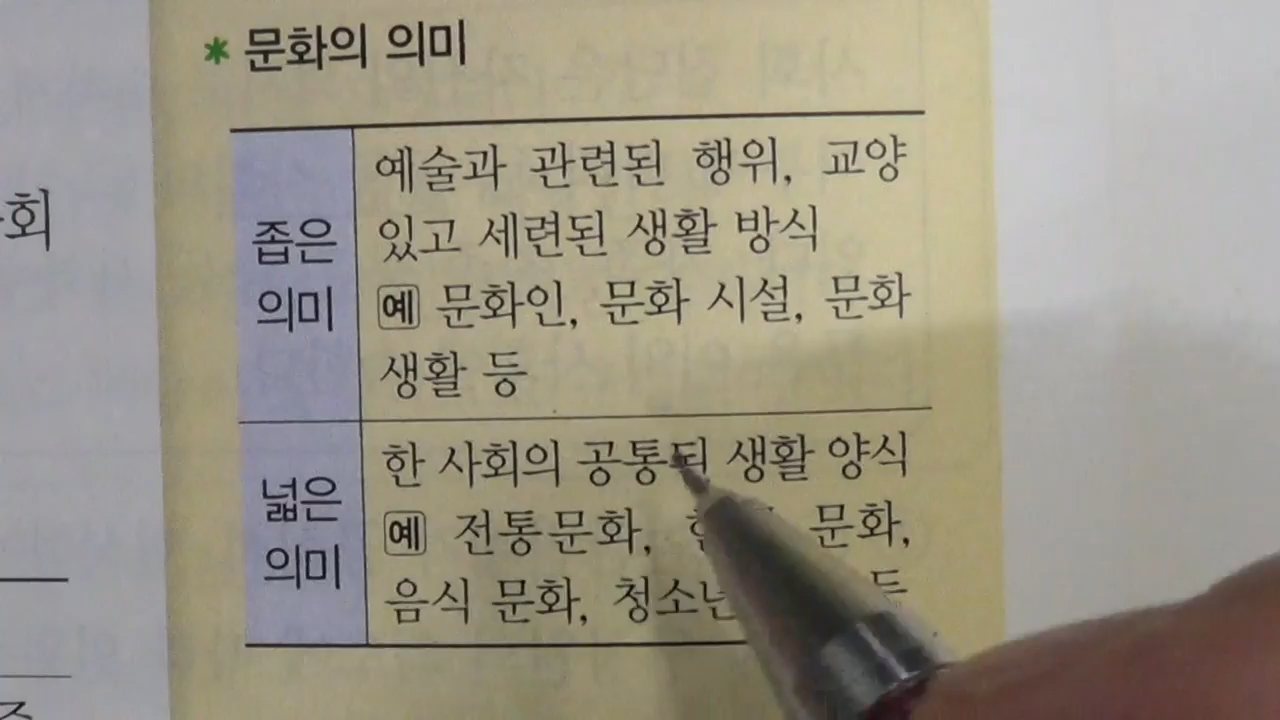 * 문화의 의미
좁은
의미
예술과 관련된 행위, 교양
있고 세련된 생활 방식
예 문화인, 문화 시설, 문화
생활 등
넓은
의미
한 사회의 공통된 생활 양식
예 전통문화, 문화,
음식 문화, 청소년 등